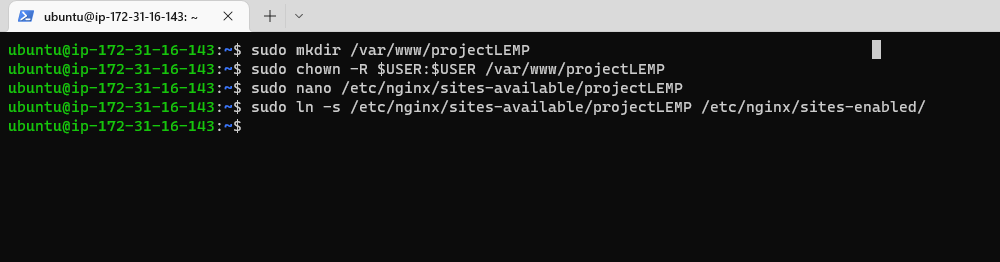 ubuntu@ip-172-31-16-143: ~
ubuntu@ip-172-31-16-143:~$ sudo mkdir /var/www/projectLEMP
ubuntu@ip-172-31-16-143:~$ sudo chown -R $USER:$USER /var/www/projectLEMP
ubuntu@ip-172-31-16-143:~$ sudo nano /etc/nginx/sites-available/projectLEMP
ubuntu@ip-172-31-16-143:~$ sudo ln -s /etc/nginx/sites-available/projectLEMP /etc/nginx/sites-enabled/
ubuntu@ip-172-31-16-143:~$